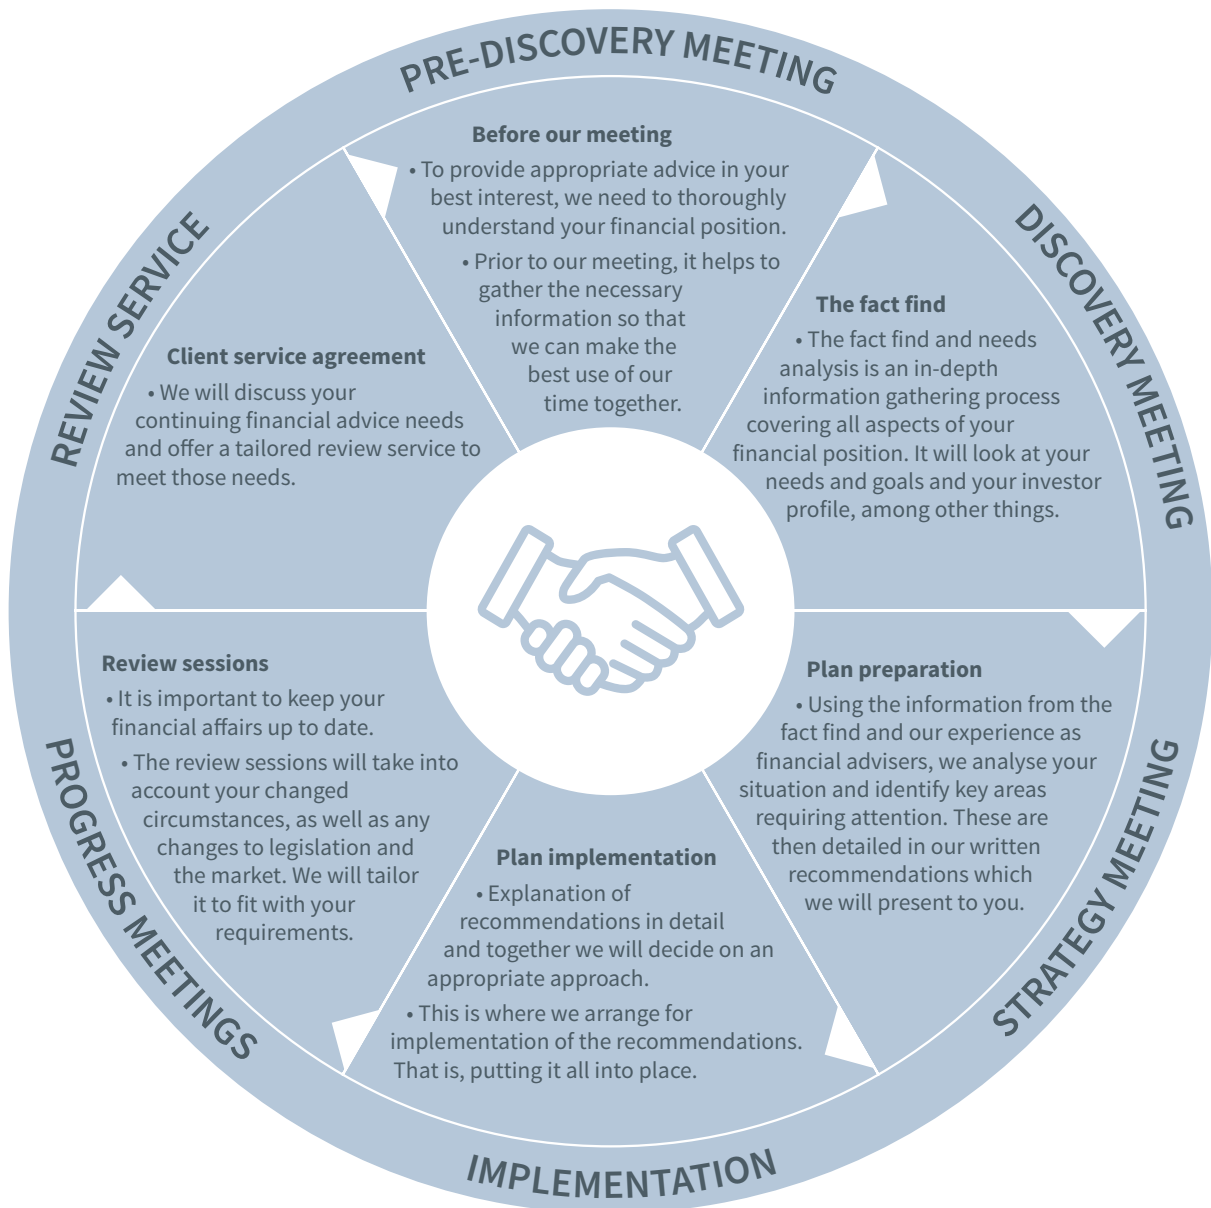 PRE-DISCOVERY MEETING
Before our meeting
• To provide appropriate advice in your
best interest, we need to thoroughly
understand your financial position.
• Prior to our meeting, it helps to
gather the necessary
information so that
we can make the
best use of our
time together.
DISCOVERY MEETING
The fact find
• The fact find and needs
analysis is an in-depth
information gathering process
covering all aspects of your
financial position. It will look at your
needs and goals and your investor
profile, among other things.
STRATEGY MEETING
Plan preparation
• Using the information from the
fact find and our experience as
financial advisers, we analyse your
situation and identify key areas
requiring attention. These are
then detailed in our written
recommendations which
we will present to you.
IMPLEMENTATION
Plan implementation
• Explanation of
recommendations in detail
and together we will decide on an
appropriate approach.
• This is where we arrange for
implementation of the recommendations.
That is, putting it all into place.
PROGRESS MEETINGS
Review sessions
• It is important to keep your
financial affairs up to date.
• The review sessions will take into
account your changed
circumstances, as well as any
changes to legislation and
the market. We will tailor
it to fit with your
requirements.
REVIEW SERVICE
Client service agreement
• We will discuss your
continuing financial advice needs
and offer a tailored review service to
meet those needs.